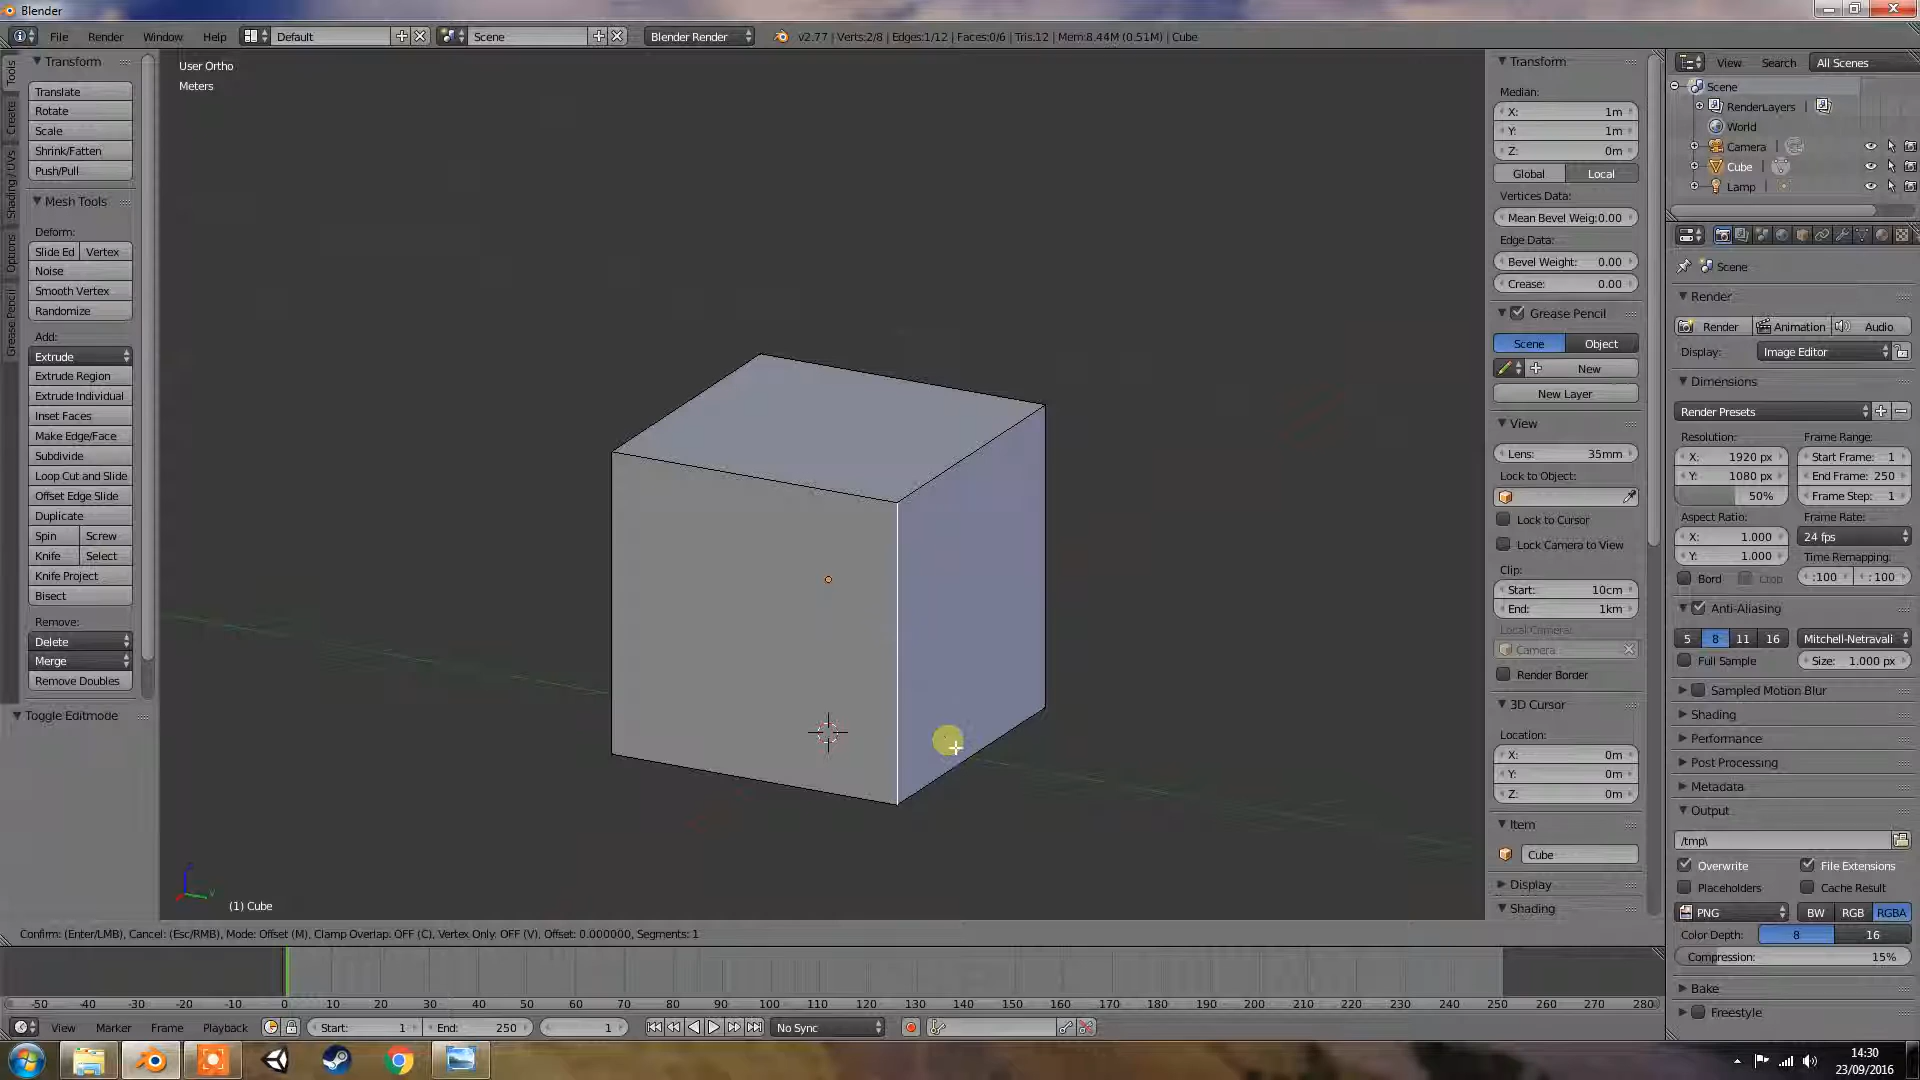 Blender
File Render Window Help Default Scene Blender Render v2.77 | Verts:2/8 | Edges:1/12 | Faces:0/6 | Tris:12 | Mem:8.44M (0.51M) | Cube
Tools
Create
Shading / UVs
Options
Grease Pencil
Transform
Translate
Rotate
Scale
Shrink/Fatten
Push/Pull
Mesh Tools
Deform:
Slide Ed Vertex
Noise
Smooth Vertex
Randomize
Add:
Extrude
Extrude Region
Extrude Individual
Inset Faces
Make Edge/Face
Subdivide
Loop Cut and Slide
Offset Edge Slide
Duplicate
Spin Screw
Knife Select
Knife Project
Bisect
Remove:
Delete
Merge
Remove Doubles
Toggle Editmode
User Ortho
Meters
(1) Cube
Transform
Median:
X: 1m
Y: 1m
Z: 0m
Global Local
Vertices Data:
Mean Bevel Weig:0.00
Edge Data:
Bevel Weight: 0.00
Crease: 0.00
Grease Pencil
Scene Object
New
New Layer
View
Lens: 35mm
Lock to Object:
Lock to Cursor
Lock Camera to View
Clip:
Start: 10cm
End: 1km
Local Camera:
Camera
Render Border
3D Cursor
Location:
X: 0m
Y: 0m
Z: 0m
Item
Cube
Display
Shading
View Search All Scenes
Scene
RenderLayers
World
Camera
Cube
Lamp
Scene
Render
Render Animation Audio
Display: Image Editor
Dimensions
Render Presets
Resolution: Frame Range:
X: 1920 px Start Frame: 1
Y: 1080 px End Frame: 250
50% Frame Step: 1
Aspect Ratio: Frame Rate:
X: 1.000 24 fps
Y: 1.000 Time Remapping:
Bord Crop :100 : 100
Anti-Aliasing
5 8 11 16 Mitchell-Netravali
Full Sample Size: 1.000 px
Sampled Motion Blur
Shading
Performance
Post Processing
Metadata
Output
/tmp\
Overwrite File Extensions
Placeholders Cache Result
PNG BW RGB RGBA
Color Depth: 8 16
Compression: 15%
Bake
Freestyle
Confirm: (Enter/LMB), Cancel: (Esc/RMB), Mode: Offset (M), Clamp Overlap: OFF (C), Vertex Only: OFF (V), Offset: 0.000000, Segments: 1
-50 -40 -30 -20 -10 0 10 20 30 40 50 60 70 80 90 100 110 120 130 140 150 160 170 180 190 200 210 220 230 240 250 260 270 280
View Marker Frame Playback Start: 1 End: 250 1 No Sync
14:30
23/09/2016